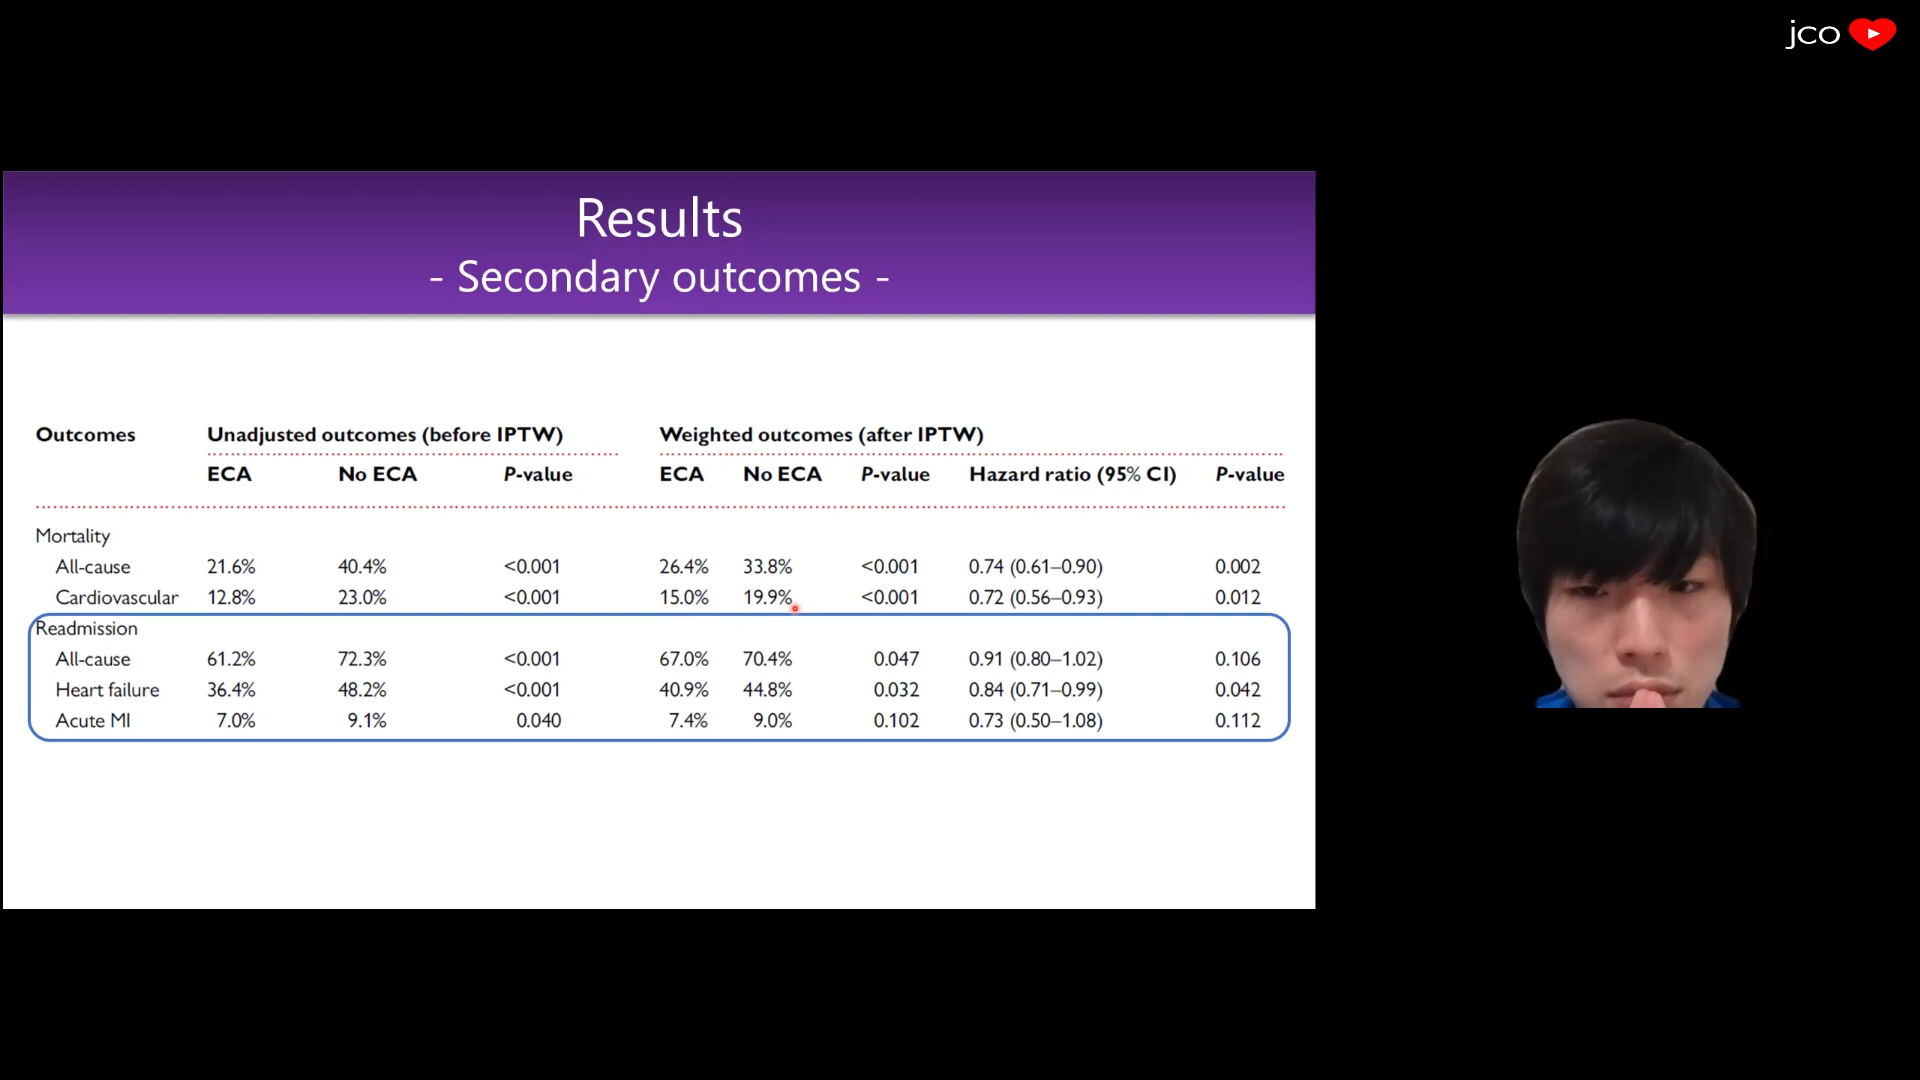 jco
Results
- Secondary outcomes -
Outcomes Unadjusted outcomes (before IPTW) Weighted outcomes (after IPTW)
ECA No ECA P-value ECA No ECA P-value Hazard ratio (95% CI) P-value
Mortality
All-cause 21.6% 40.4% <0.001 26.4% 33.8% <0.001 0.74 (0.61–0.90) 0.002
Cardiovascular 12.8% 23.0% <0.001 15.0% 19.9% <0.001 0.72 (0.56–0.93) 0.012
Readmission
All-cause 61.2% 72.3% <0.001 67.0% 70.4% 0.047 0.91 (0.80–1.02) 0.106
Heart failure 36.4% 48.2% <0.001 40.9% 44.8% 0.032 0.84 (0.71–0.99) 0.042
Acute MI 7.0% 9.1% 0.040 7.4% 9.0% 0.102 0.73 (0.50–1.08) 0.112